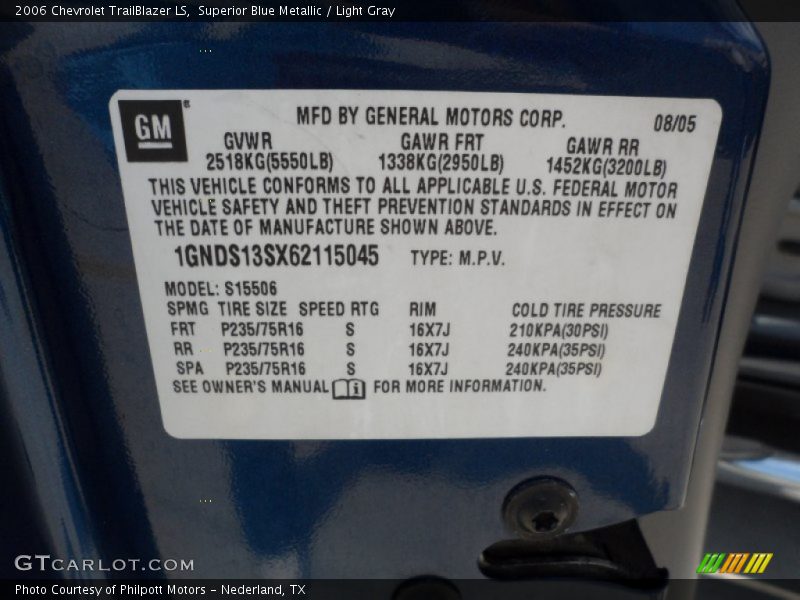 2006 Chevrolet TrailBlazer LS, Superior Blue Metallic / Light Gray
GM® MFD BY GENERAL MOTORS CORP. 08/05
GVWR GAWR FRT GAWR RR
2518KG(5550LB) 1338KG(2950LB) 1452KG(3200LB)
THIS VEHICLE CONFORMS TO ALL APPLICABLE U.S. FEDERAL MOTOR
VEHICLE SAFETY AND THEFT PREVENTION STANDARDS IN EFFECT ON
THE DATE OF MANUFACTURE SHOWN ABOVE.
1GNDS13SX62115045 TYPE: M.P.V.
MODEL: S15506
SPMG TIRE SIZE SPEED RTG RIM COLD TIRE PRESSURE
FRT P235/75R16 S 16X7J 210KPA(30PSI)
RR P235/75R16 S 16X7J 240KPA(35PSI)
SPA P235/75R16 S 16X7J 240KPA(35PSI)
SEE OWNER'S MANUAL i FOR MORE INFORMATION.
GTCARLOT.COM
Photo Courtesy of Philpott Motors - Nederland, TX